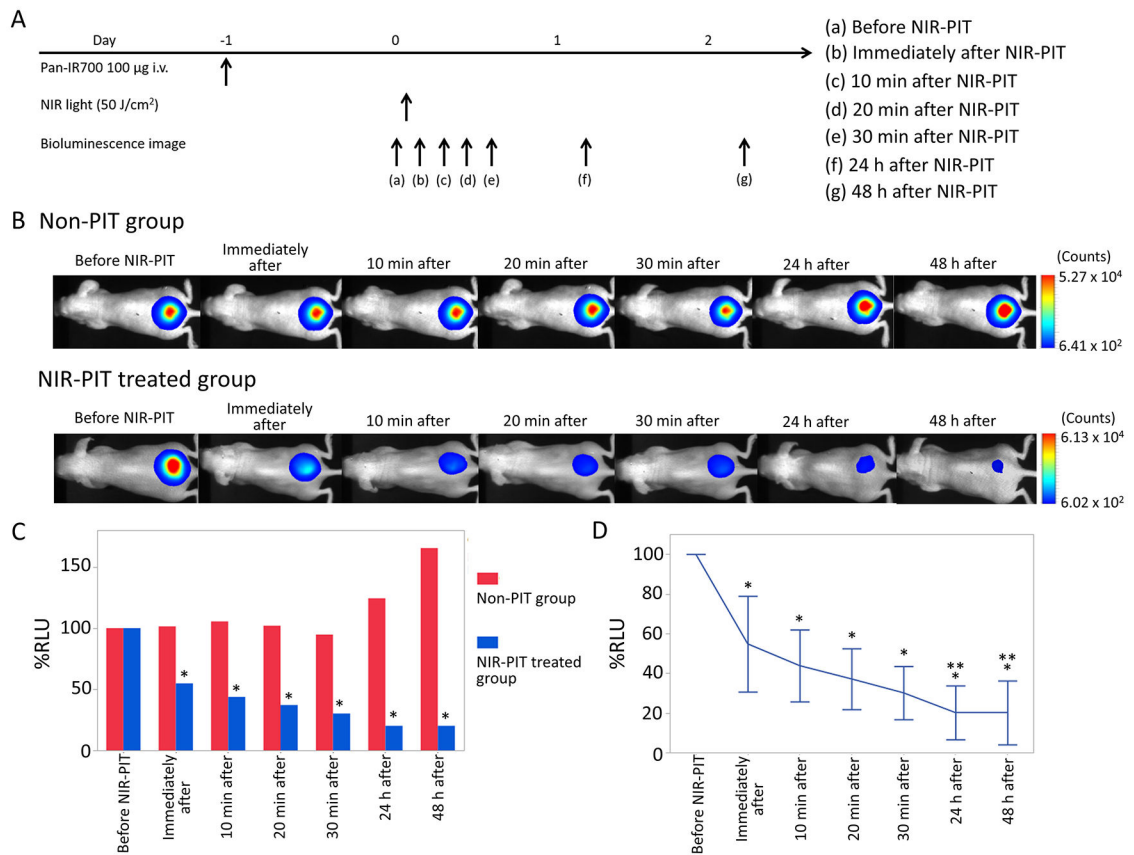 A
Day -1 0 1 2
Pan-IR700 100 µg i.v.
NIR light (50 J/cm²)
Bioluminescence image
(a) (b) (c) (d) (e) (f) (g)
(a) Before NIR-PIT
(b) Immediately after NIR-PIT
(c) 10 min after NIR-PIT
(d) 20 min after NIR-PIT
(e) 30 min after NIR-PIT
(f) 24 h after NIR-PIT
(g) 48 h after NIR-PIT
B Non-PIT group
Before NIR-PIT
Immediately
after
10 min after
20 min after
30 min after
24 h after
48 h after
(Counts)
5.27 x 10⁴
6.41 x 10²
NIR-PIT treated group
Before NIR-PIT
Immediately
after
10 min after
20 min after
30 min after
24 h after
48 h after
(Counts)
6.13 x 10⁴
6.02 x 10²
C
%RLU
150
100
50
0
* * * * * *
Before NIR-PIT
Immediately
after
10 min after
20 min after
30 min after
24 h after
48 h after
Non-PIT group
NIR-PIT treated
group
D
%RLU
100
80
60
40
20
0
* * * * ** * ** *
Before NIR-PIT
Immediately
after
10 min after
20 min after
30 min after
24 h after
48 h after